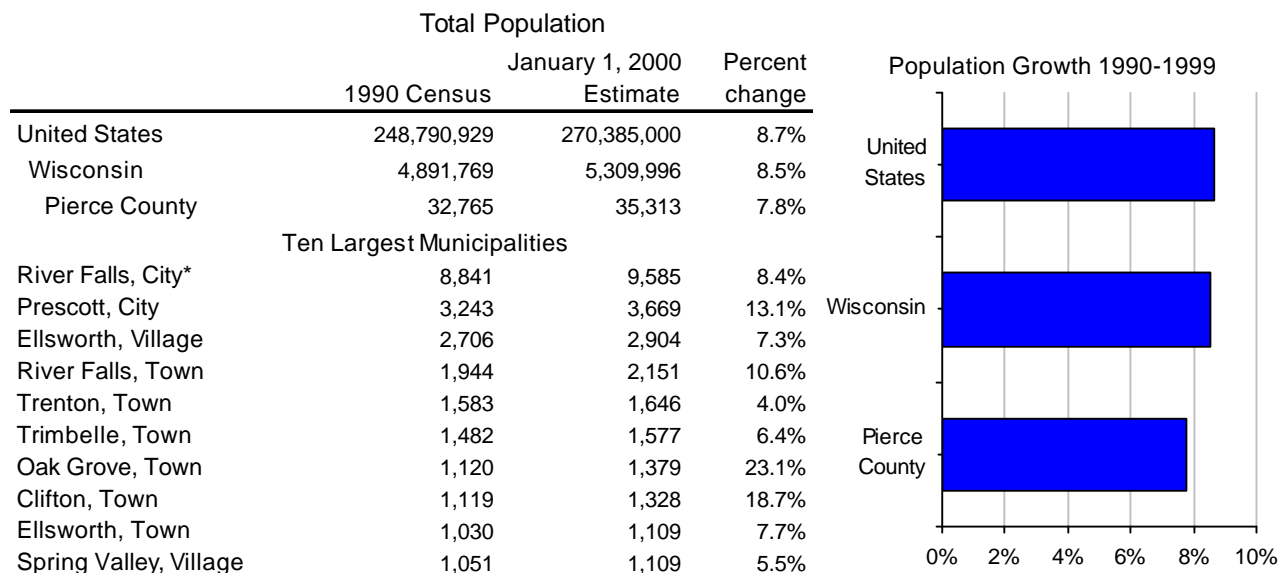 Total Population
January 1, 2000 Percent
1990 Census Estimate change
United States 248,790,929 270,385,000 8.7%
Wisconsin 4,891,769 5,309,996 8.5%
Pierce County 32,765 35,313 7.8%
Ten Largest Municipalities
River Falls, City* 8,841 9,585 8.4%
Prescott, City 3,243 3,669 13.1%
Ellsworth, Village 2,706 2,904 7.3%
River Falls, Town 1,944 2,151 10.6%
Trenton, Town 1,583 1,646 4.0%
Trimbelle, Town 1,482 1,577 6.4%
Oak Grove, Town 1,120 1,379 23.1%
Clifton, Town 1,119 1,328 18.7%
Ellsworth, Town 1,030 1,109 7.7%
Spring Valley, Village 1,051 1,109 5.5%
Population Growth 1990-1999
United
States
Wisconsin
Pierce
County
0% 2% 4% 6% 8% 10%